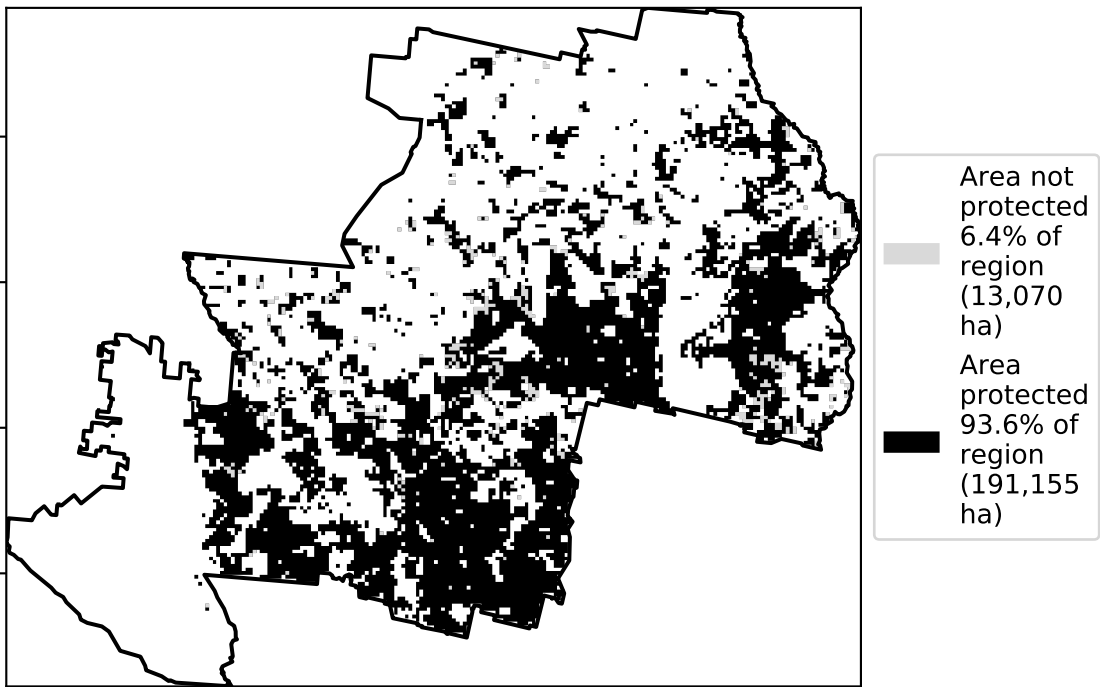 Area not
protected
6.4% of
region
(13,070
ha)
Area
protected
93.6% of
region
(191,155
ha)